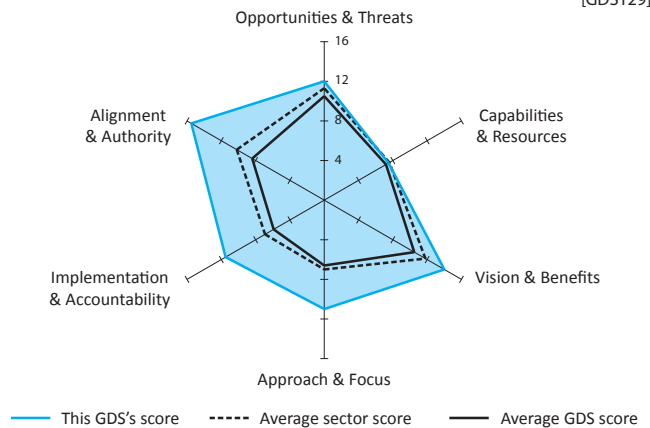 [GDS129]
Opportunities & Threats
16
12
8
4
Capabilities
& Resources
Alignment
& Authority
Vision & Benefits
Implementation
& Accountability
Approach & Focus
This GDS's score
Average sector score
Average GDS score